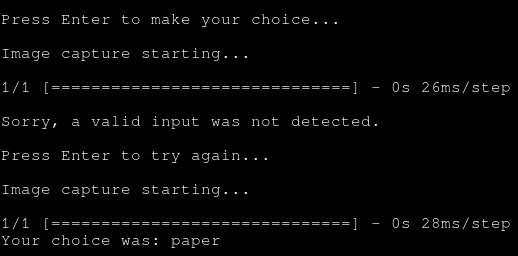 Press Enter to make your choice...
Image capture starting...
1/1 [==============================] - 0s 26ms/step
Sorry, a valid input was not detected.
Press Enter to try again...
Image capture starting...
1/1 [==============================] - 0s 28ms/step
Your choice was: paper